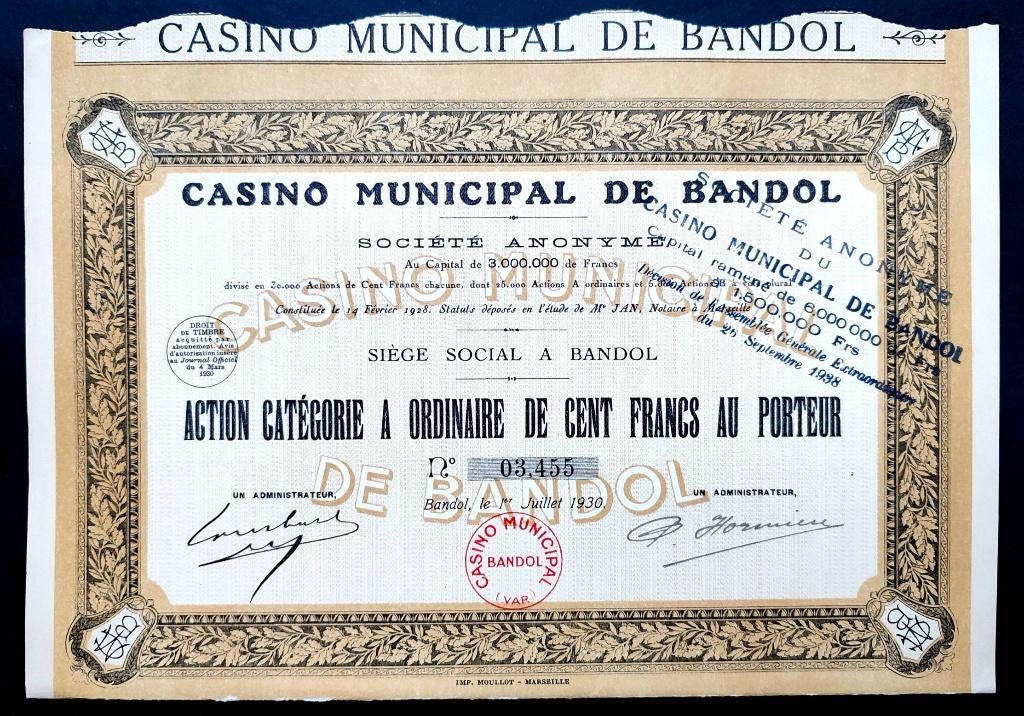 CASINO MUNICIPAL DE BANDOL
CASINO MUNICIPAL DE BANDOL
SOCIÉTÉ ANONYME
Au Capital de 3.000.000 de Francs
divisé en 30.000 Actions de Cent Francs chacune, dont 25.000 Actions A ordinaires et 5.000 Actions B à vote plural
Constituée le 14 Février 1928. Statuts déposés en l'étude de Me JAN, Notaire à Marseille
SIÈGE SOCIAL A BANDOL
DROIT
DE TIMBRE
acquitté par
abonnement. Avis
d'autorisation inséré
au Journal Officiel
du 4 Mars
1930
SOCIÉTÉ ANONYME
DU
CASINO MUNICIPAL DE BANDOL
Capital ramené de 6.000.000 Frs
à 1.500.000 Frs
Décision de l'Assemblée Générale Extraordinaire
du 25 Septembre 1938
CASINO MUNICIPAL
DE BANDOL
ACTION CATÉGORIE A ORDINAIRE DE CENT FRANCS AU PORTEUR
No 03,455
Bandol, le 1er Juillet 1930.
UN ADMINISTRATEUR,
UN ADMINISTRATEUR,
CASINO MUNICIPAL
BANDOL
(VAR)
IMP. MOULLOT - MARSEILLE